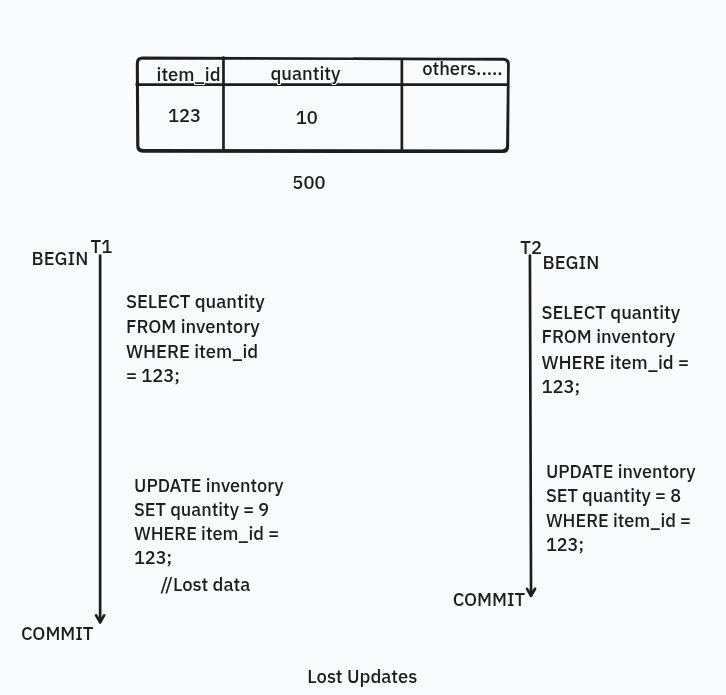 item_id quantity others.....
123 10
500
T1
BEGIN
SELECT quantity
FROM inventory
WHERE item_id
= 123;
UPDATE inventory
SET quantity = 9
WHERE item_id =
123;
//Lost data
COMMIT
T2
BEGIN
SELECT quantity
FROM inventory
WHERE item_id =
123;
UPDATE inventory
SET quantity = 8
WHERE item_id =
123;
COMMIT
Lost Updates